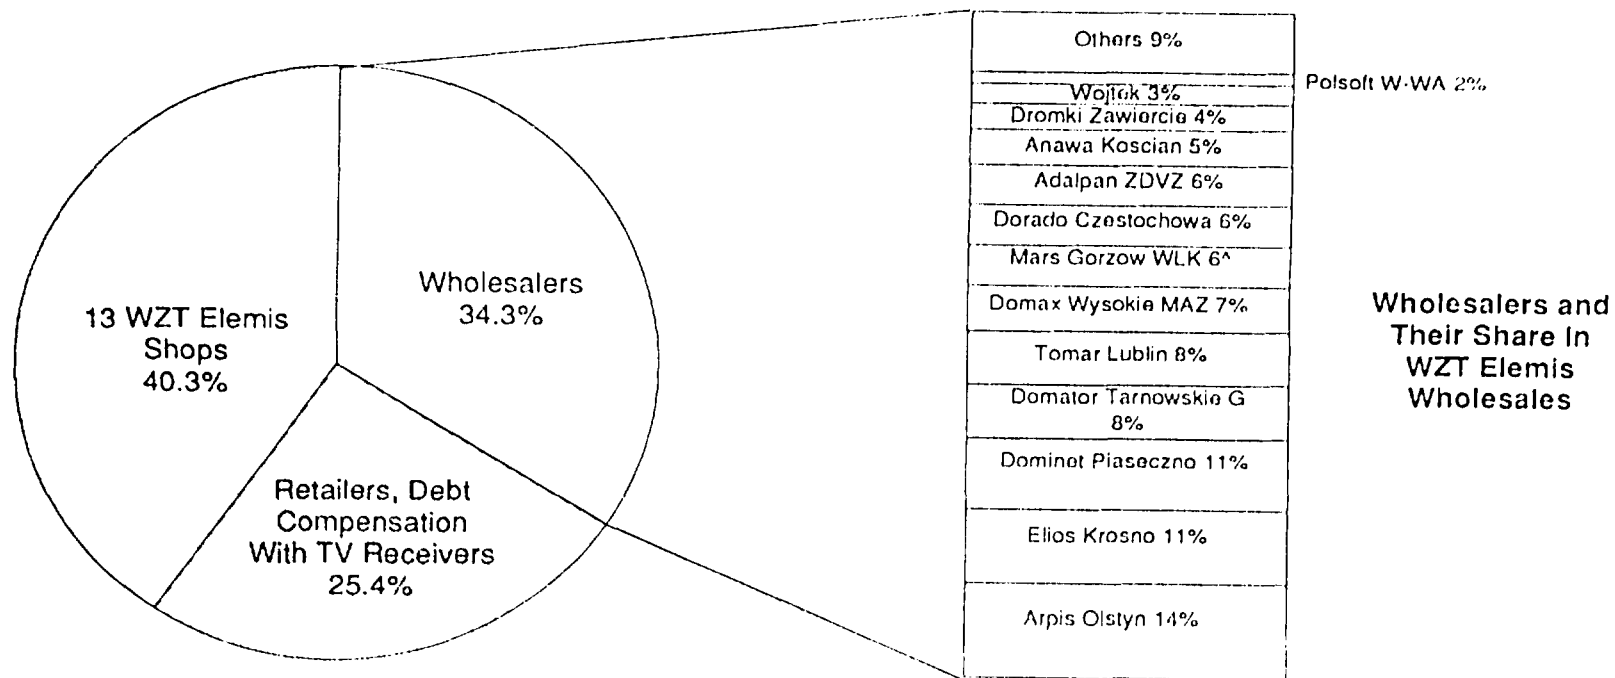 13 WZT Elemis
Shops
40.3%
Wholesalers
34.3%
Retailers, Debt
Compensation
With TV Receivers
25.4%
Others 9%
Polsoft W-WA 2%
Wojtek 3%
Dromki Zawiercie 4%
Anawa Koscian 5%
Adalpan ZDVZ 6%
Dorado Czestochowa 6%
Mars Gorzow WLK 6^
Domax Wysokie MAZ 7%
Tomar Lublin 8%
Domator Tarnowskie G
8%
Dominet Piaseczno 11%
Elios Krosno 11%
Arpis Olstyn 14%
Wholesalers and
Their Share In
WZT Elemis
Wholesales